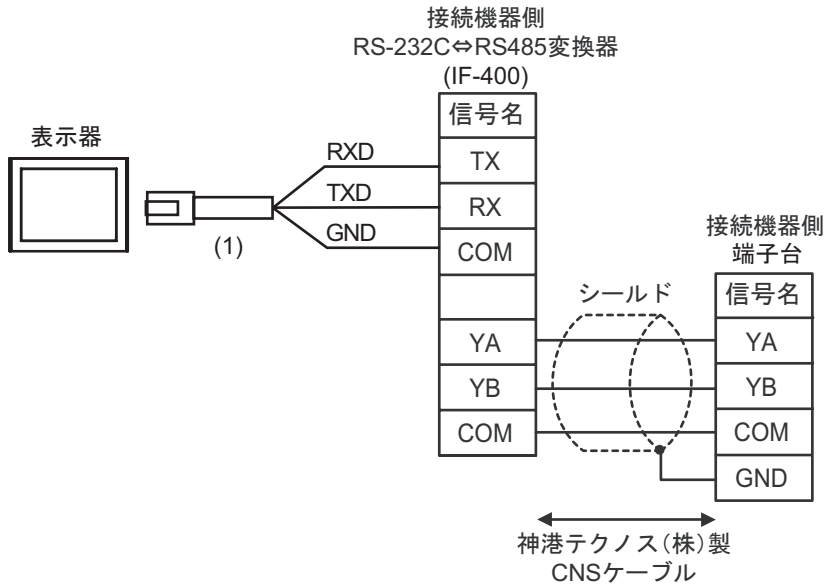 接続機器側
RS-232C⇔RS485変換器
(IF-400)
信号名
表示器
RXD
TX
TXD
RX
(1)
GND
COM
接続機器側
端子台
シールド
信号名
YA
YA
YB
YB
COM
COM
GND
神港テクノス(株)製
CNSケーブル